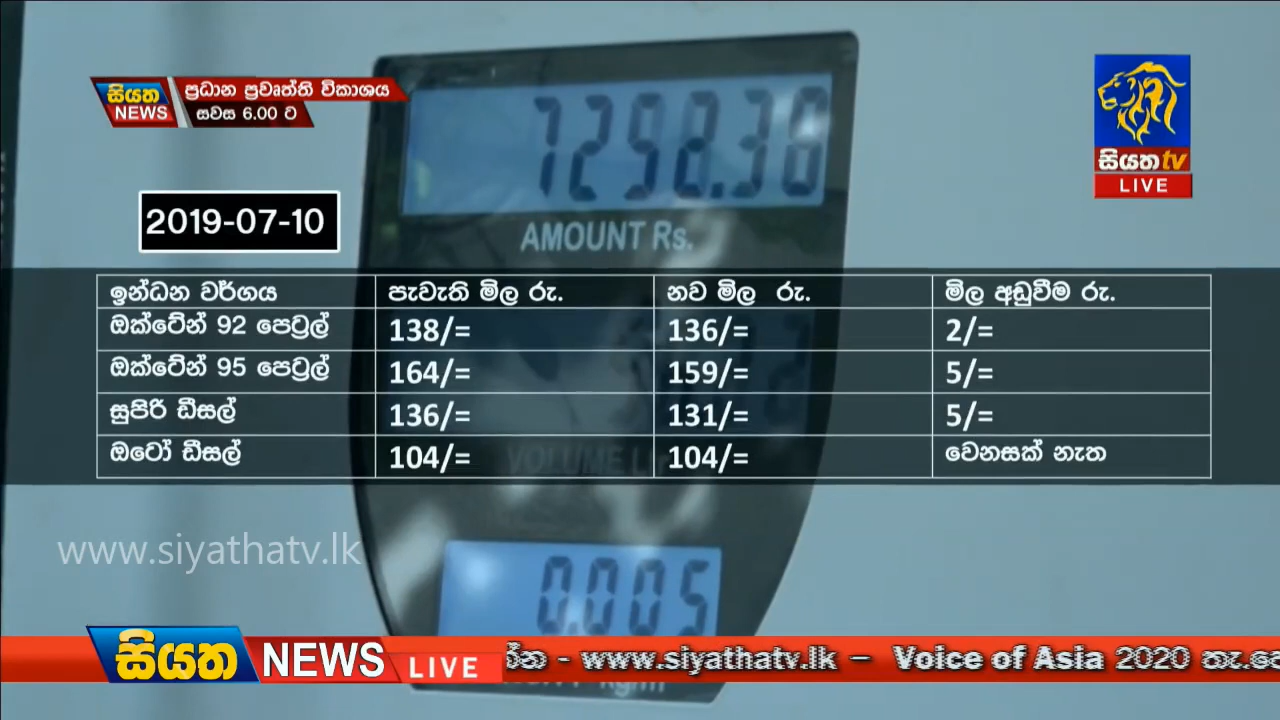 සියත NEWS ප්‍රධාන ප්‍රවෘත්ති විකාශය
සවස 6.00 ට
සියත tv
LIVE
7292.38
AMOUNT Rs.
2019-07-10
ඉන්ධන වර්ගය පැවැති මිල රු. නව මිල රු. මිල අඩුවීම රු.
ඔක්ටේන් 92 පෙට්‍රල් 138/= 136/= 2/=
ඔක්ටේන් 95 පෙට්‍රල් 164/= 159/= 5/=
සුපිරි ඩීසල් 136/= 131/= 5/=
ඔටෝ ඩීසල් 104/= 104/= වෙනසක් නැත
VOLUME
www.siyathatv.lk
0.005
සියත NEWS LIVE - www.siyathatv.lk – Voice of Asia 2020 තැ.පෙ